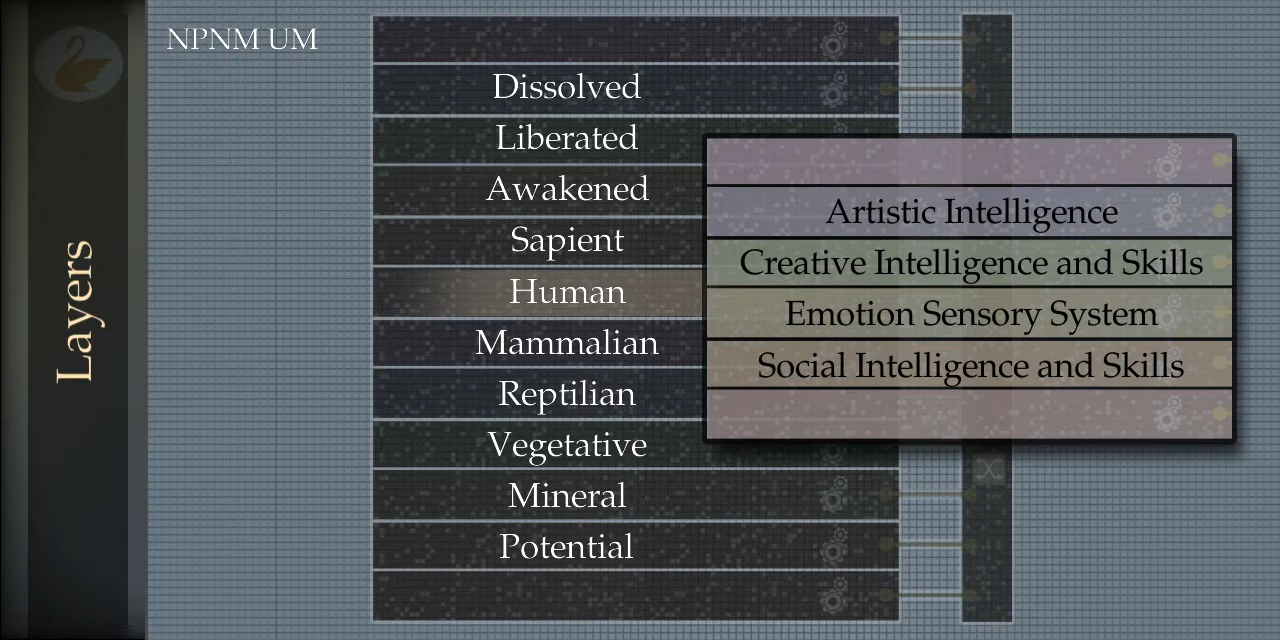 NPNM UM
Layers
Dissolved
Liberated
Awakened
Sapient
Human
Mammalian
Reptilian
Vegetative
Mineral
Potential
Artistic Intelligence
Creative Intelligence and Skills
Emotion Sensory System
Social Intelligence and Skills